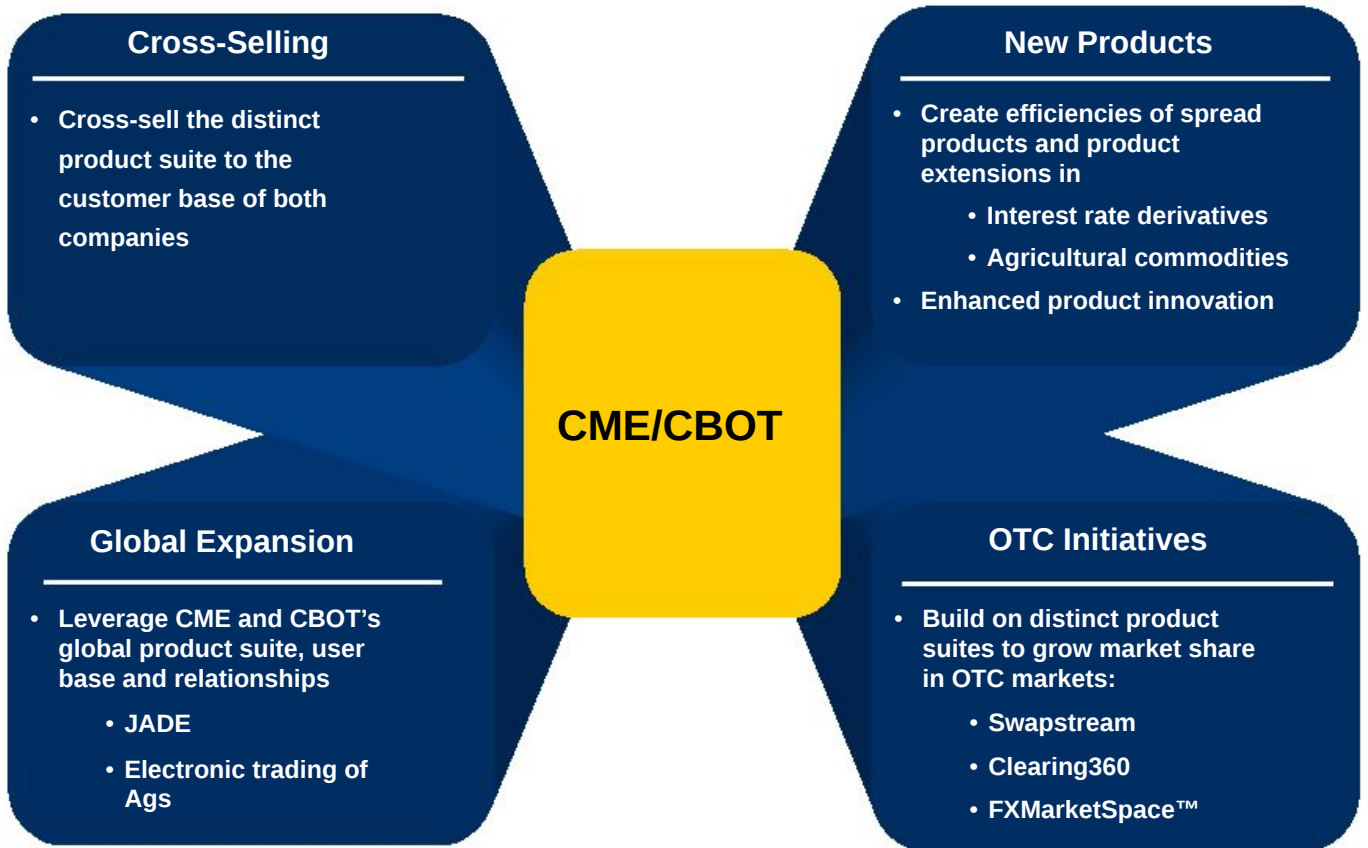 Cross-Selling
• Cross-sell the distinct
product suite to the
customer base of both
companies
New Products
• Create efficiencies of spread
products and product
extensions in
• Interest rate derivatives
• Agricultural commodities
• Enhanced product innovation
CME/CBOT
Global Expansion
• Leverage CME and CBOT’s
global product suite, user
base and relationships
• JADE
• Electronic trading of
Ags
OTC Initiatives
• Build on distinct product
suites to grow market share
in OTC markets:
• Swapstream
• Clearing360
• FXMarketSpace™